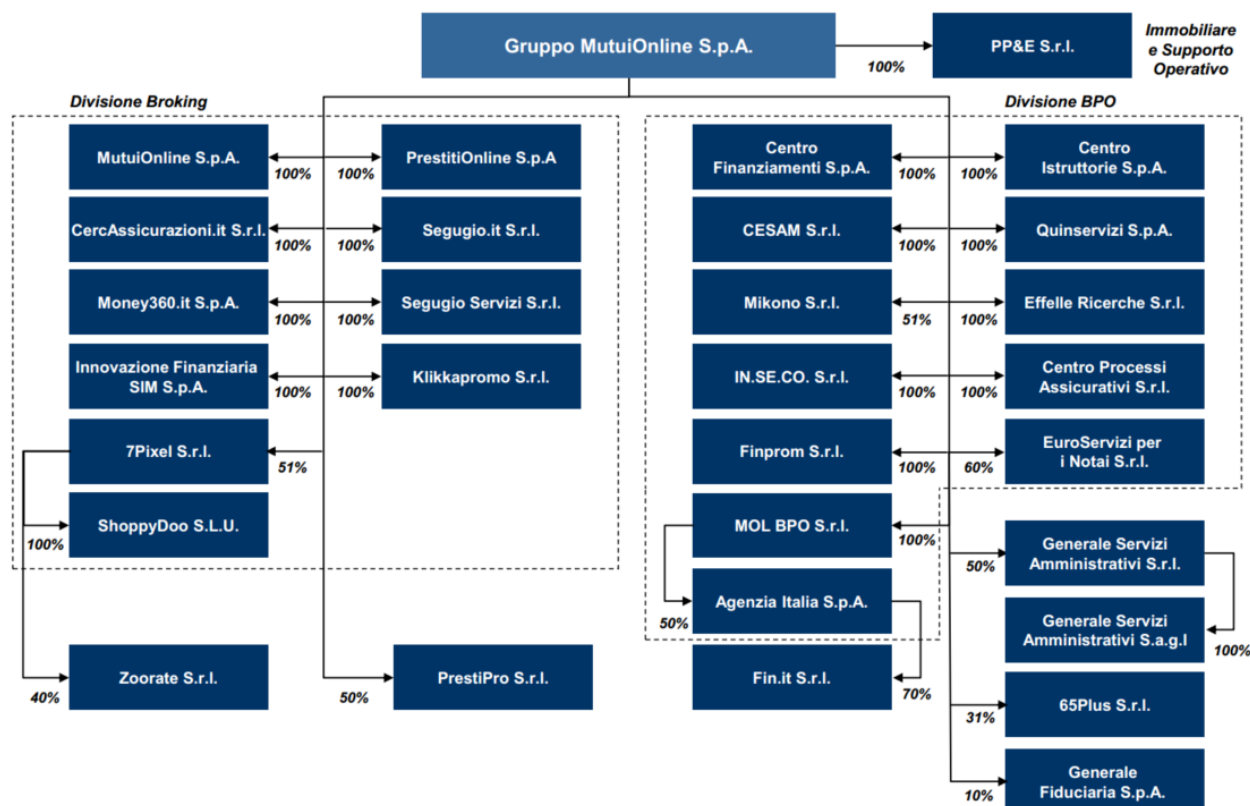 Gruppo MutuiOnline S.p.A.
PP&E S.r.l.
Immobiliare
e Supporto
Operativo
100%
Divisione Broking
Divisione BPO
MutuiOnline S.p.A.
100%
100%
PrestitiOnline S.p.A
Centro
Finanziamenti S.p.A.
100%
100%
Centro
Istruttorie S.p.A.
CercAssicurazioni.it S.r.l.
100%
100%
Segugio.it S.r.l.
CESAM S.r.l.
100%
100%
Quinservizi S.p.A.
Money360.it S.p.A.
100%
100%
Segugio Servizi S.r.l.
Mikono S.r.l.
51%
100%
Effelle Ricerche S.r.l.
Innovazione Finanziaria
SIM S.p.A.
100%
100%
Klikkapromo S.r.l.
IN.SE.CO. S.r.l.
100%
100%
Centro Processi
Assicurativi S.r.l.
7Pixel S.r.l.
51%
Finprom S.r.l.
100%
60%
EuroServizi per
i Notai S.r.l.
ShoppyDoo S.L.U.
100%
MOL BPO S.r.l.
100%
50%
Generale Servizi
Amministrativi S.r.l.
Agenzia Italia S.p.A.
50%
Generale Servizi
Amministrativi S.a.g.l
100%
Zoorate S.r.l.
40%
50%
PrestiPro S.r.l.
Fin.it S.r.l.
70%
31%
65Plus S.r.l.
10%
Generale
Fiduciaria S.p.A.